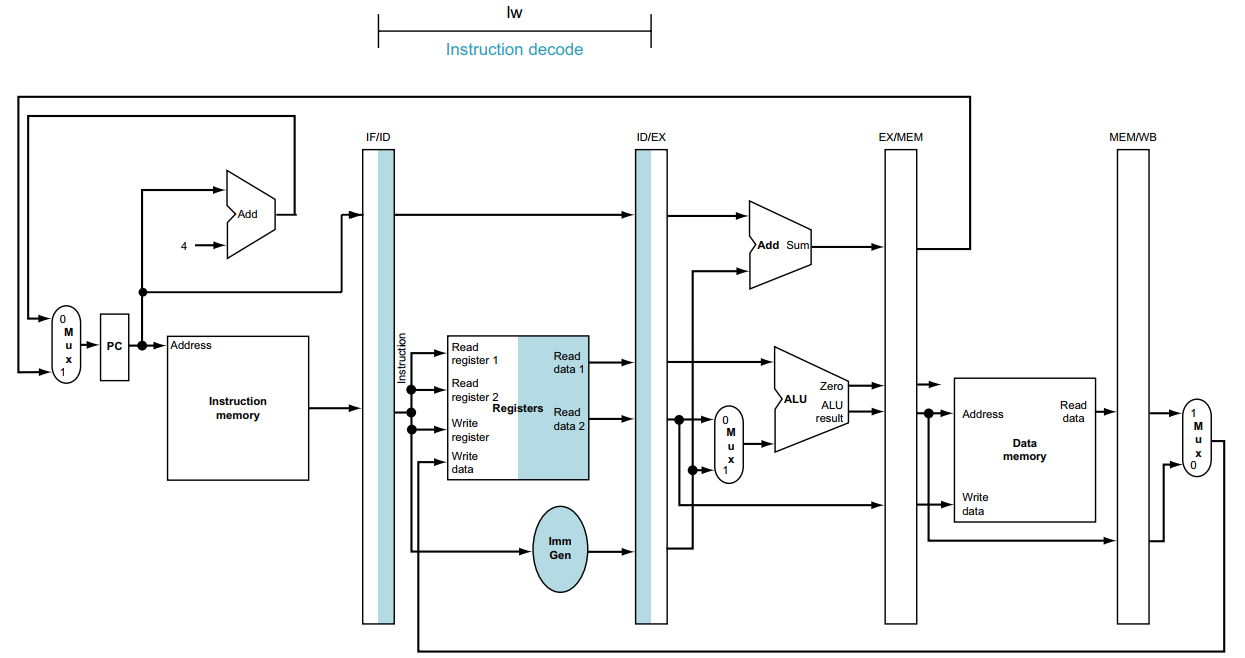 lw
Instruction decode
IF/ID
ID/EX
EX/MEM
MEM/WB
Add
4
Add Sum
0
M
u
x
1
PC
Address
Instruction
memory
Instruction
Read
register 1
Read
register 2
Write
register
Write
data
Registers
Read
data 1
Read
data 2
Imm
Gen
0
M
u
x
1
Zero
ALU
ALU
result
Address
Read
data
Data
memory
Write
data
1
M
u
x
0